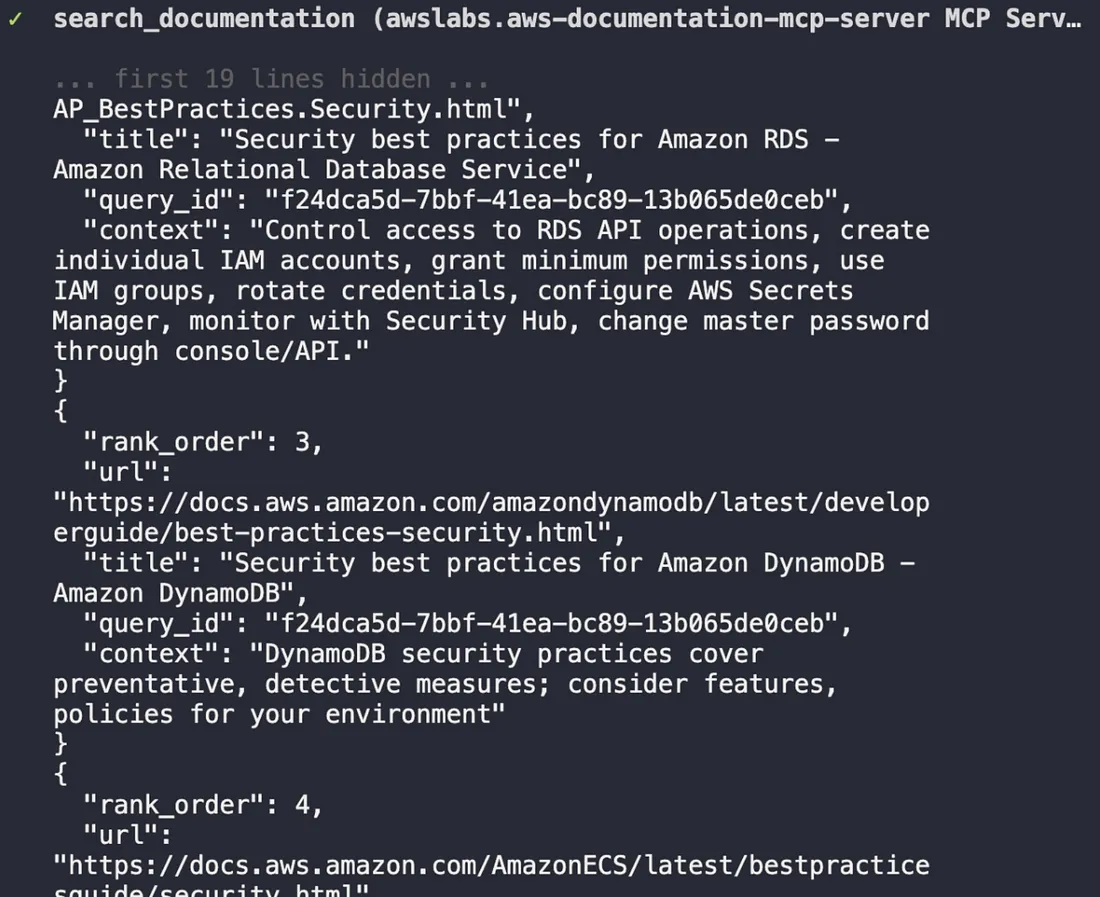 ✓ search_documentation (awslabs.aws-documentation-mcp-server MCP Serv…
... first 19 lines hidden ...
AP_BestPractices.Security.html",
"title": "Security best practices for Amazon RDS -
Amazon Relational Database Service",
"query_id": "f24dca5d-7bbf-41ea-bc89-13b065de0ceb",
"context": "Control access to RDS API operations, create
individual IAM accounts, grant minimum permissions, use
IAM groups, rotate credentials, configure AWS Secrets
Manager, monitor with Security Hub, change master password
through console/API."
}
{
"rank_order": 3,
"url":
"https://docs.aws.amazon.com/amazondynamodb/latest/develop
erguide/best-practices-security.html",
"title": "Security best practices for Amazon DynamoDB -
Amazon DynamoDB",
"query_id": "f24dca5d-7bbf-41ea-bc89-13b065de0ceb",
"context": "DynamoDB security practices cover
preventative, detective measures; consider features,
policies for your environment"
}
{
"rank_order": 4,
"url":
"https://docs.aws.amazon.com/AmazonECS/latest/bestpractice
sguide/security.html"